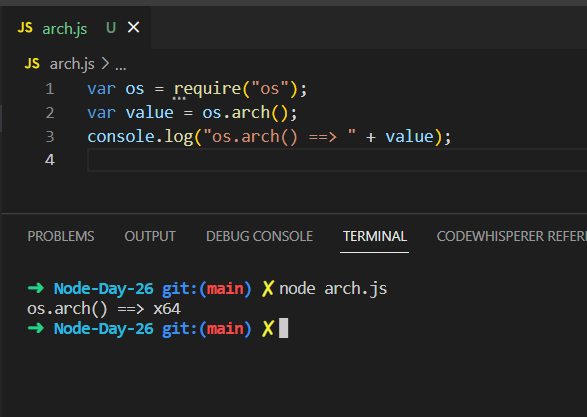 JS arch.js U ✕
JS arch.js > ...
1 var os = require("os");
2 var value = os.arch();
3 console.log("os.arch() ==> " + value);
4
PROBLEMS OUTPUT DEBUG CONSOLE TERMINAL CODEWHISPERER REFER
➜ Node-Day-26 git:(main) ✗ node arch.js
os.arch() ==> x64
➜ Node-Day-26 git:(main) ✗